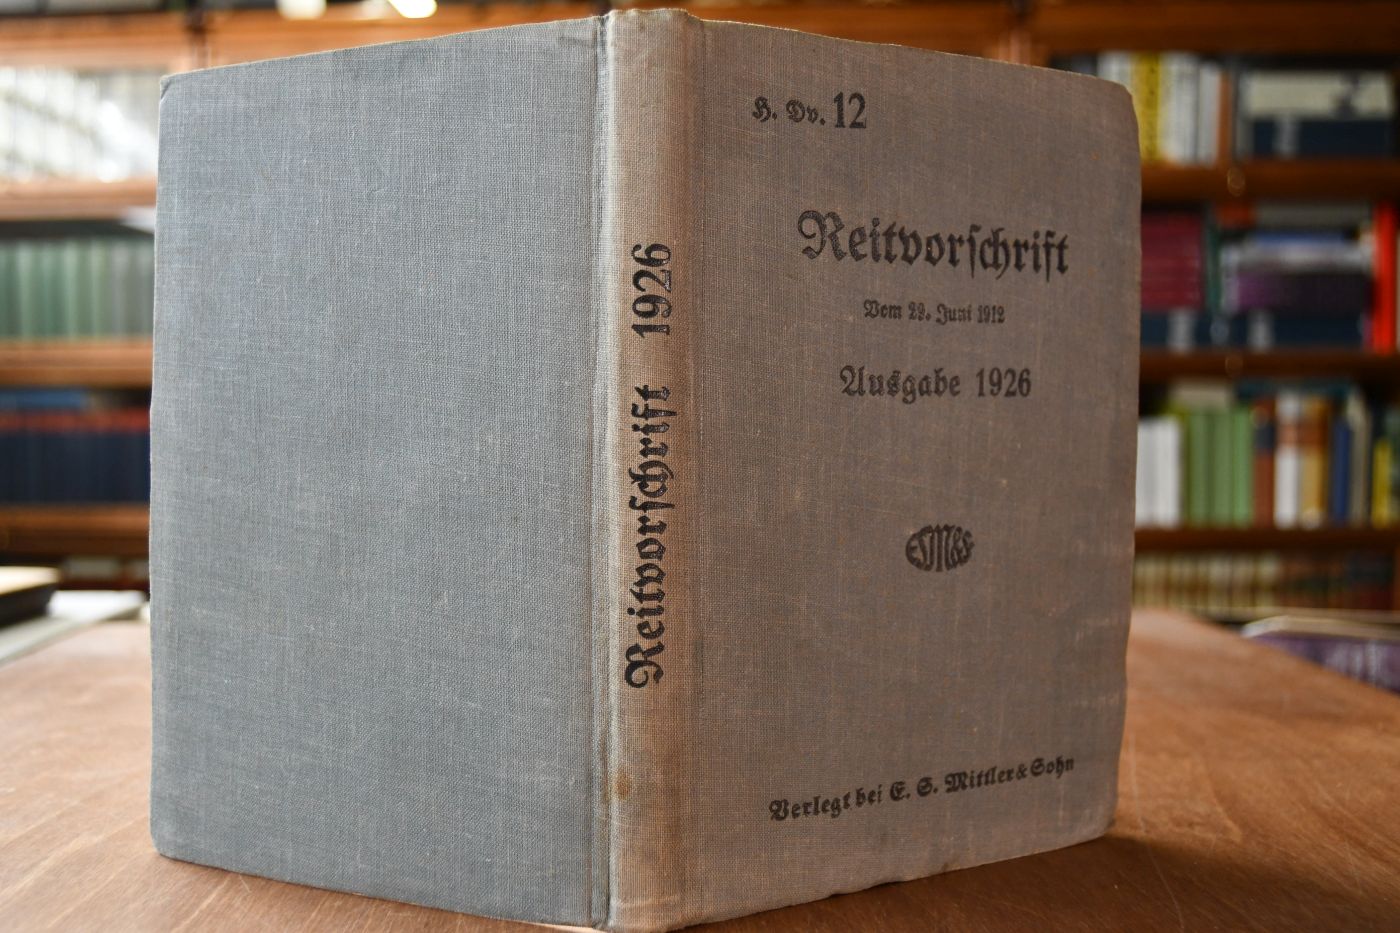 Reitvorschrift 1926
H. Dv. 12
Reitvorschrift
Vom 29. Juni 1912
Ausgabe 1926
ESM&S.
Verlegt bei E. S. Mittler & Sohn